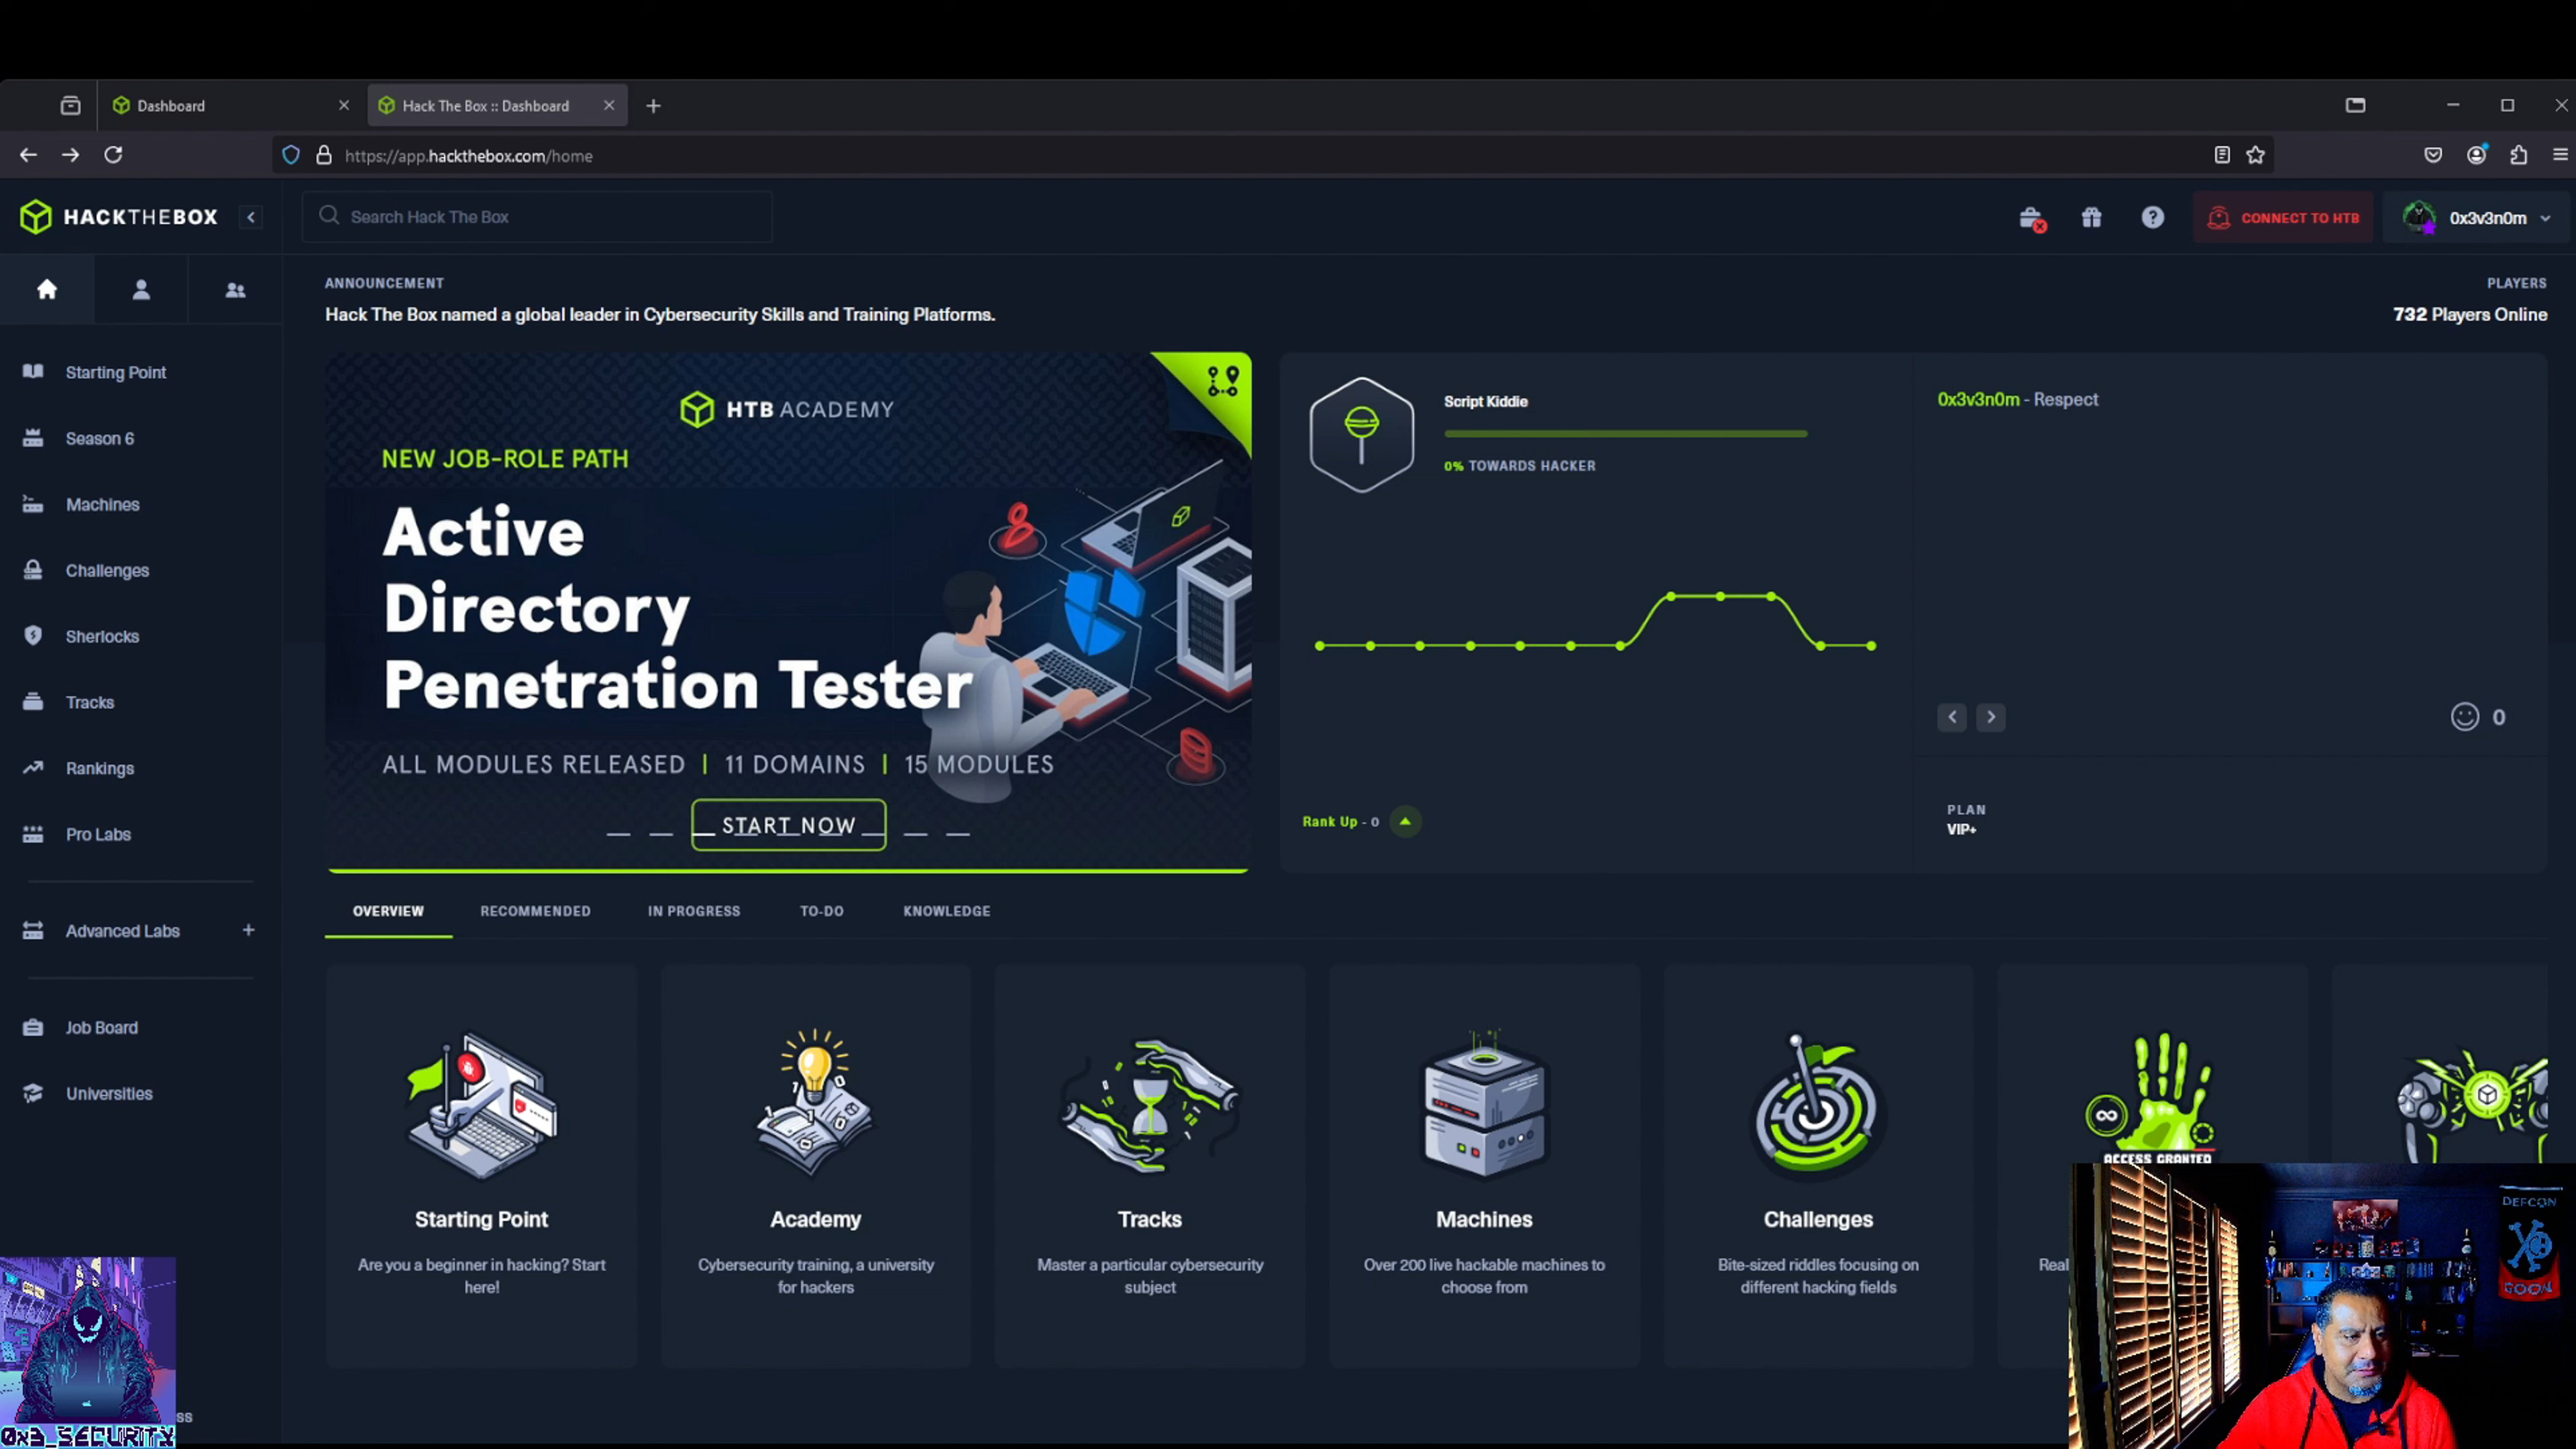 Dashboard
Hack The Box :: Dashboard
https://app.hackthebox.com/home
HACKTHEBOX
Search Hack The Box
CONNECT TO HTB
0x3v3n0m
ANNOUNCEMENT
Hack The Box named a global leader in Cybersecurity Skills and Training Platforms.
PLAYERS
732 Players Online
Starting Point
Season 6
Machines
Challenges
Sherlocks
Tracks
Rankings
Pro Labs
Advanced Labs
Job Board
Universities
HTB ACADEMY
NEW JOB-ROLE PATH
Active
Directory
Penetration Tester
ALL MODULES RELEASED | 11 DOMAINS | 15 MODULES
START NOW
Script Kiddie
0% TOWARDS HACKER
Rank Up - 0
0x3v3n0m - Respect
0
PLAN
VIP+
OVERVIEW
RECOMMENDED
IN PROGRESS
TO-DO
KNOWLEDGE
Starting Point
Are you a beginner in hacking? Start
here!
Academy
Cybersecurity training, a university
for hackers
Tracks
Master a particular cybersecurity
subject
Machines
Over 200 live hackable machines to
choose from
Challenges
Bite-sized riddles focusing on
different hacking fields
ACCESS GRANTED
Real
ss
0x3_SECURITY
DEFCON
GOON